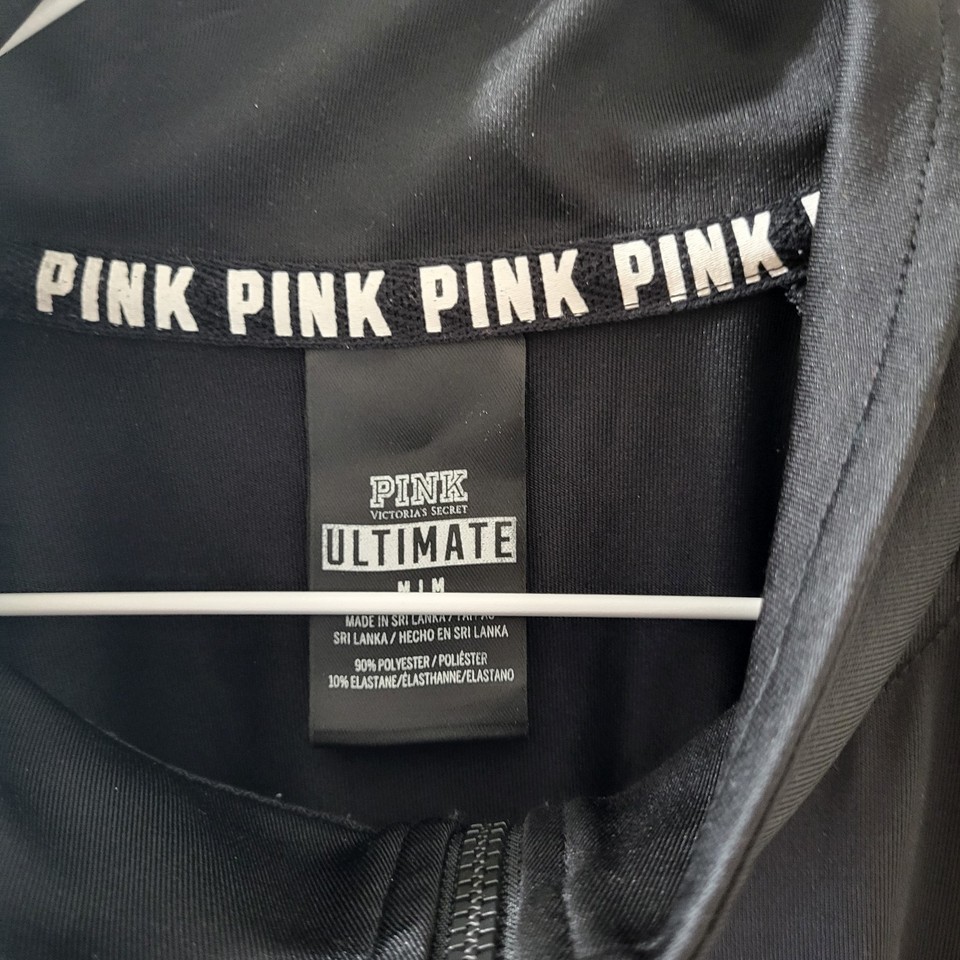 PINK PINK PINK PINK
PINK
VICTORIA'S SECRET
ULTIMATE
M | M
MADE IN SRI LANKA /
SRI LANKA / HECHO EN SRI LANKA
90% POLYESTER / POLIÉSTER
10% ELASTANE/ÉLASTHANNE/ELASTANO